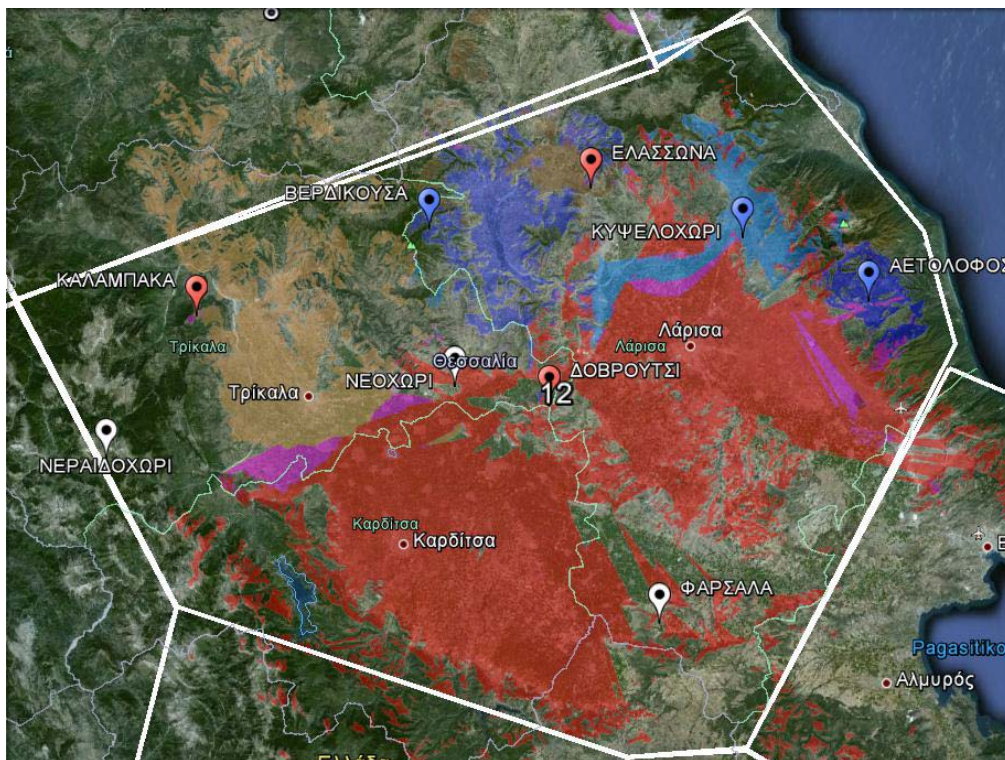 ΕΛΑΣΣΩΝΑ
ΒΕΡΔΙΚΟΥΣΑ
ΚΥΨΕΛΟΧΩΡΙ
ΑΕΤΟΛΟΦΟΣ
ΚΑΛΑΜΠΑΚΑ
Τρίκαλα
Λάρισα
Λάρισα
Θεσσαλία
ΝΕΟΧΩΡΙ
ΔΟΒΡΟΥΤΣΙ
12
Τρίκαλα
ΝΕΡΑΙΔΟΧΩΡΙ
Καρδίτσα
Καρδίτσα
ΦΑΡΣΑΛΑ
Pagasitiko
Αλμυρός